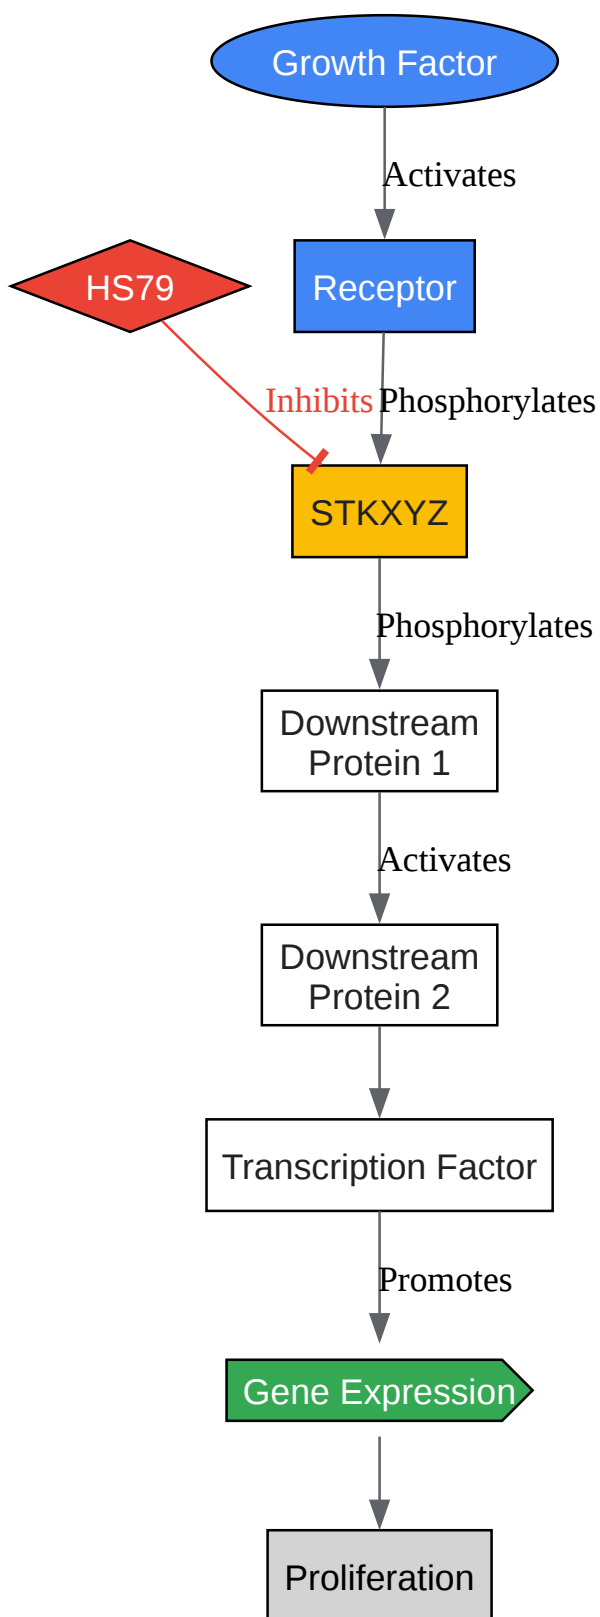 Growth Factor
Activates
HS79
Receptor
Inhibits
Phosphorylates
STKXYZ
Phosphorylates
Downstream
Protein 1
Activates
Downstream
Protein 2
Transcription Factor
Promotes
Gene Expression
Proliferation